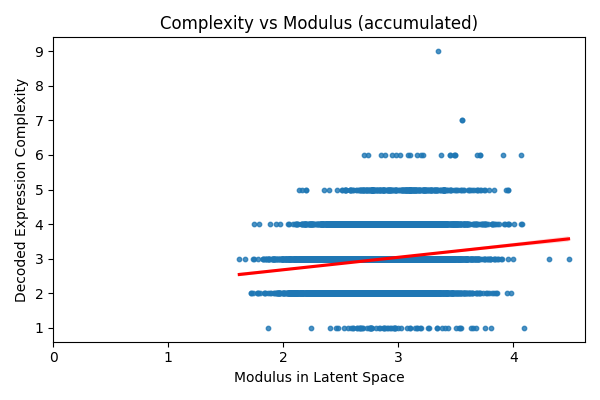 Complexity vs Modulus (accumulated)
Decoded Expression Complexity
9
8
7
6
5
4
3
2
1
0 1 2 3 4
Modulus in Latent Space